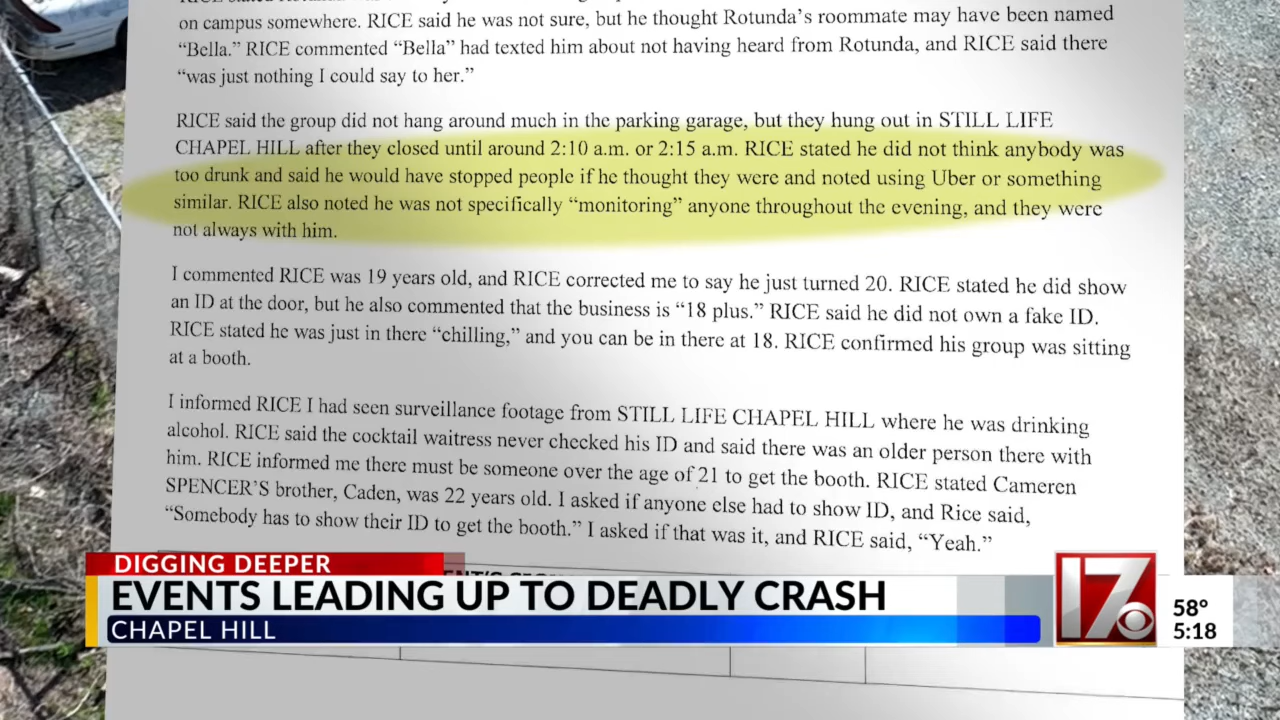 on campus somewhere. RICE said he was not sure, but he thought Rotunda's roommate may have been named
"Bella." RICE commented "Bella" had texted him about not having heard from Rotunda, and RICE said there
"was just nothing I could say to her."
RICE said the group did not hang around much in the parking garage, but they hung out in STILL LIFE
CHAPEL HILL after they closed until around 2:10 a.m. or 2:15 a.m. RICE stated he did not think anybody was
too drunk and said he would have stopped people if he thought they were and noted using Uber or something
similar. RICE also noted he was not specifically "monitoring" anyone throughout the evening, and they were
not always with him.
I commented RICE was 19 years old, and RICE corrected me to say he just turned 20. RICE stated he did show
an ID at the door, but he also commented that the business is "18 plus." RICE said he did not own a fake ID.
RICE stated he was just in there "chilling," and you can be in there at 18. RICE confirmed his group was sitting
at a booth.
I informed RICE I had seen surveillance footage from STILL LIFE CHAPEL HILL where he was drinking
alcohol. RICE said the cocktail waitress never checked his ID and said there was an older person there with
him. RICE informed me there must be someone over the age of 21 to get the booth. RICE stated Cameren
SPENCER'S brother, Caden, was 22 years old. I asked if anyone else had to show ID, and Rice said,
"Somebody has to show their ID to get the booth." I asked if that was it, and RICE said, "Yeah."
DIGGING DEEPER
EVENTS LEADING UP TO DEADLY CRASH
CHAPEL HILL
17
58°
5:18